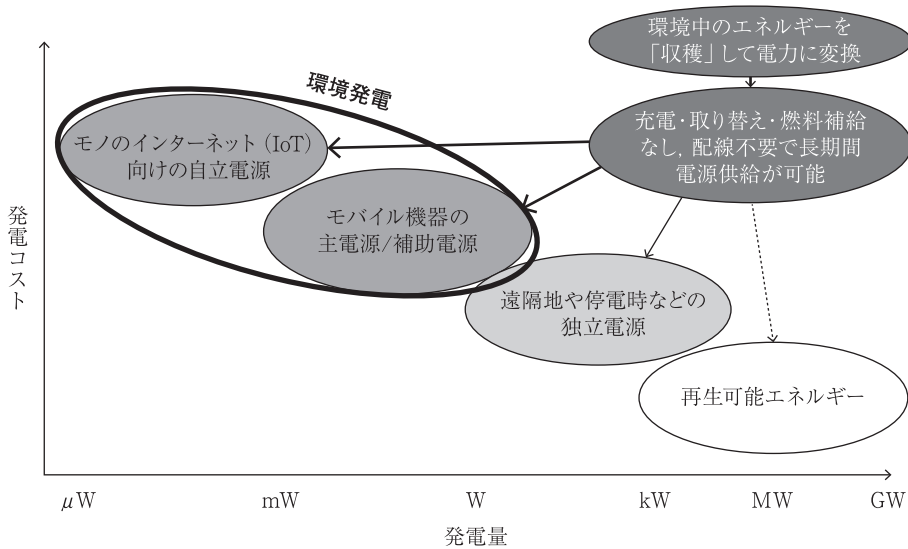 環境中のエネルギーを
「収穫」して電力に変換
環境発電
充電・取り替え・燃料補給
なし，配線不要で長期間
電源供給が可能
モノのインターネット（IoT）
向けの自立電源
モバイル機器の
主電源/補助電源
発電コスト
遠隔地や停電時などの
独立電源
再生可能エネルギー
μW
mW
W
kW
MW
GW
発電量